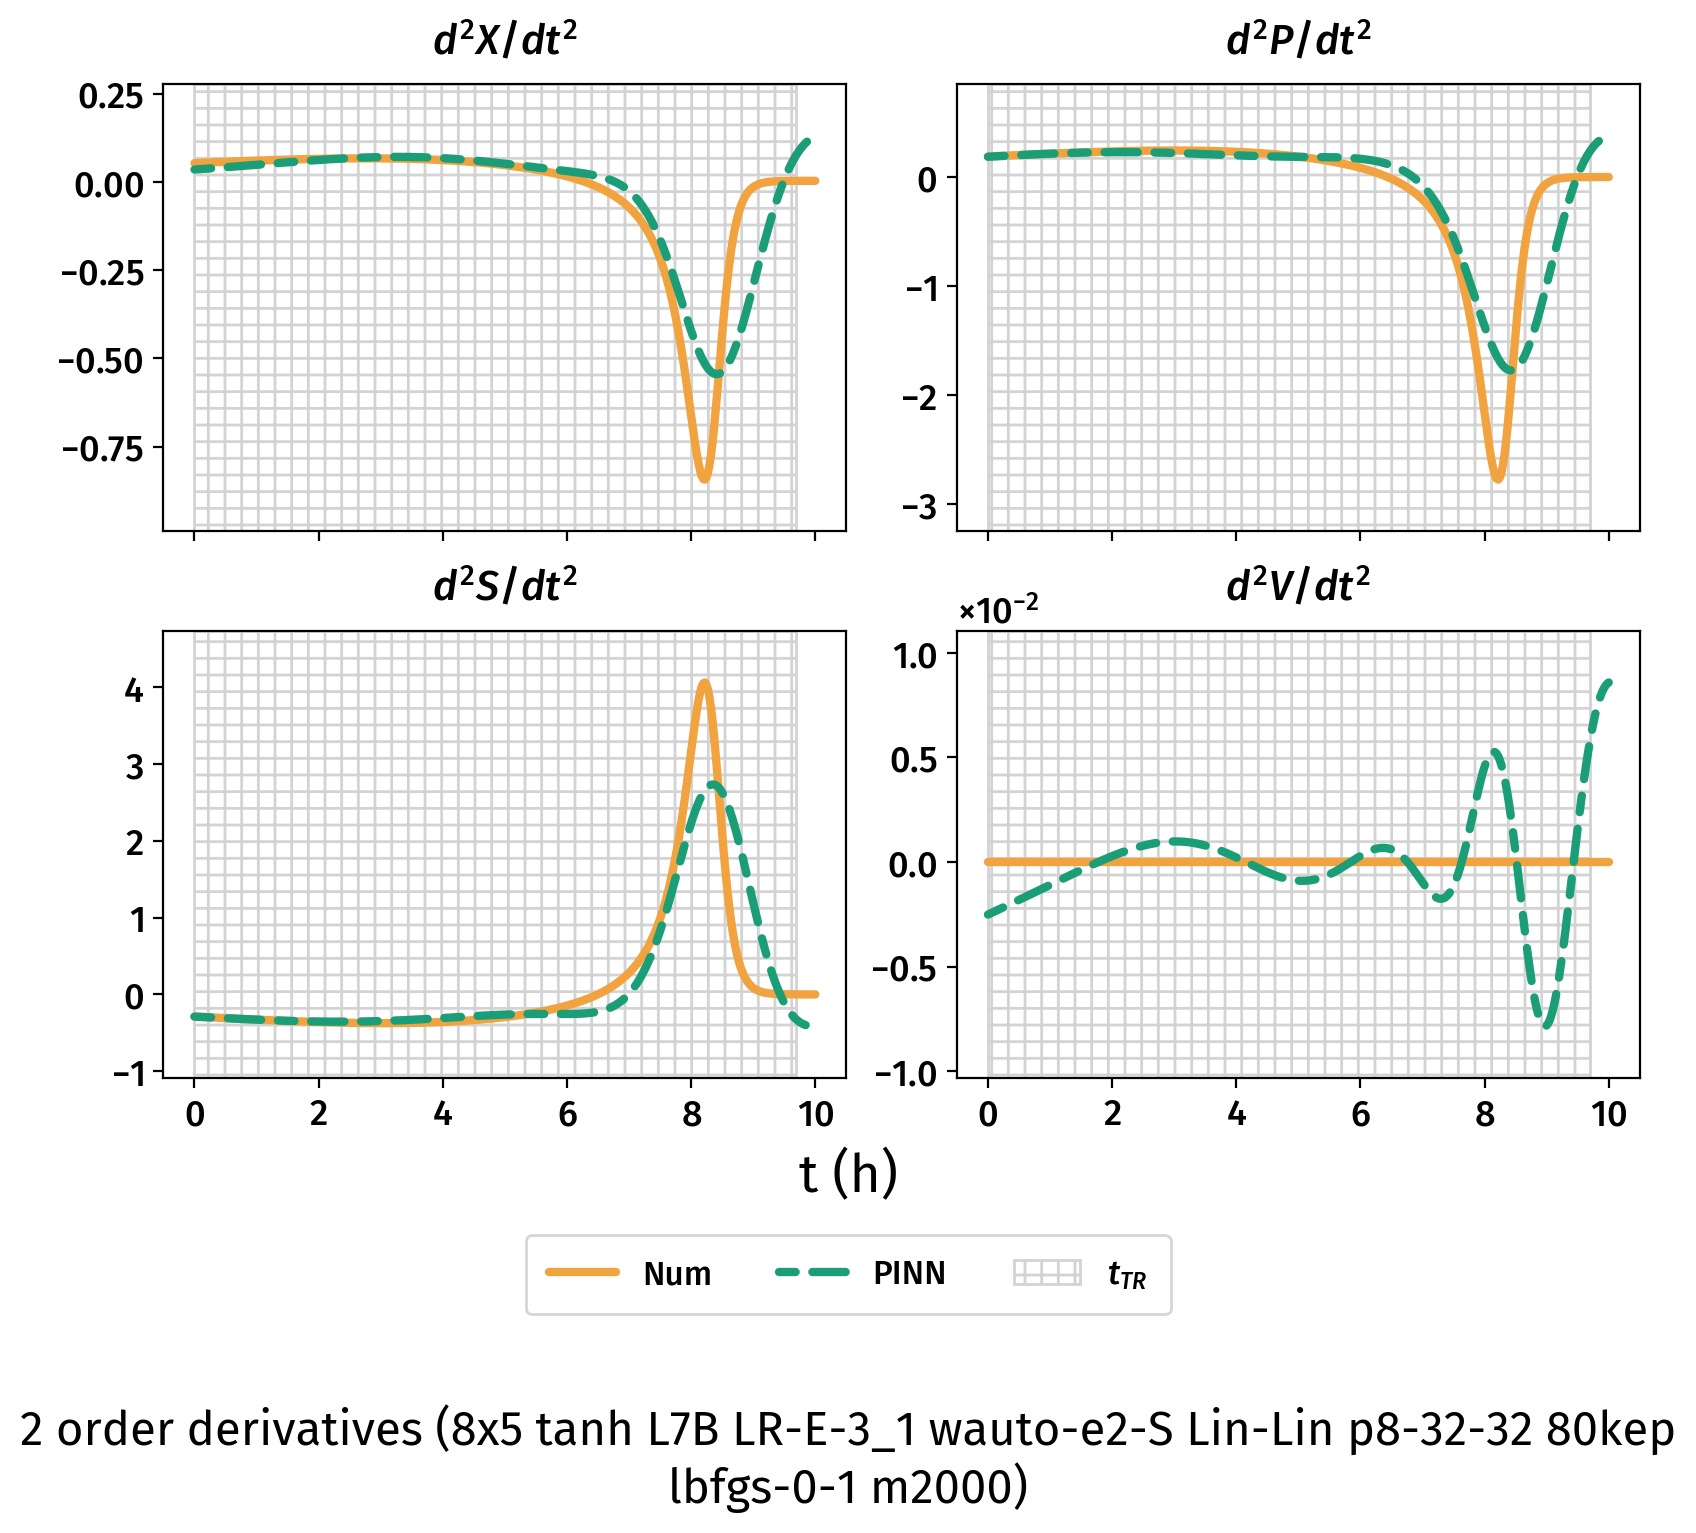 d²X/dt²
d²P/dt²
0.25
0.00
−0.25
−0.50
−0.75
0
−1
−2
−3
d²S/dt²
d²V/dt²
×10⁻²
4
3
2
1
0
−1
1.0
0.5
0.0
−0.5
−1.0
0 2 4 6 8 10
0 2 4 6 8 10
t (h)
Num PINN t_TR
2 order derivatives (8x5 tanh L7B LR-E-3_1 wauto-e2-S Lin-Lin p8-32-32 80kep
lbfgs-0-1 m2000)